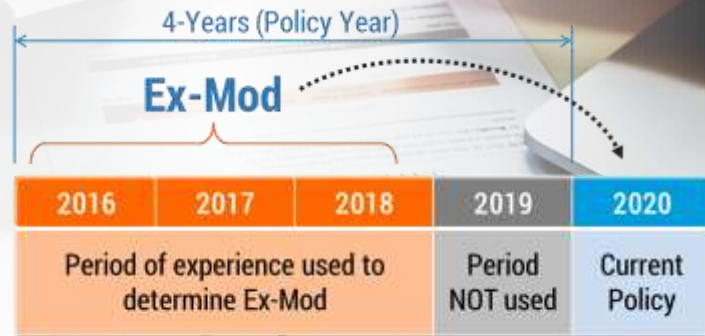 4-Years (Policy Year)
Ex-Mod
2016 2017 2018 2019 2020
Period of experience used to determine Ex-Mod
Period NOT used
Current Policy